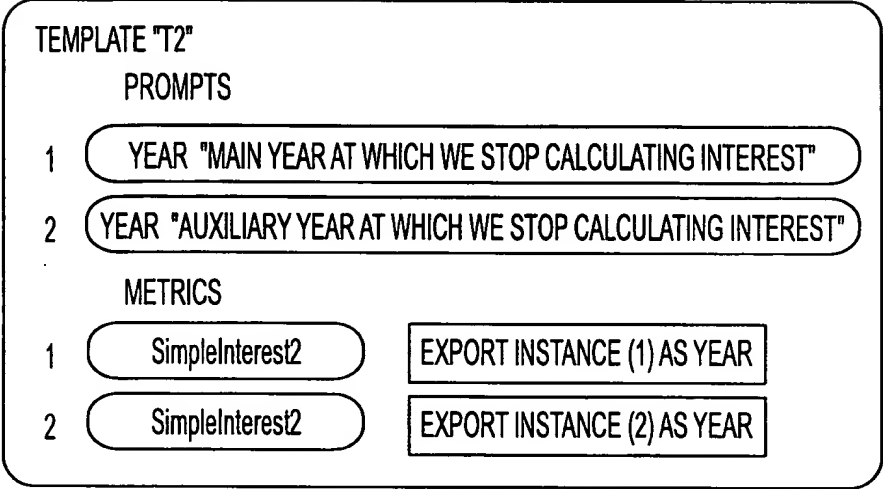 TEMPLATE "T2"
PROMPTS
1 YEAR "MAIN YEAR AT WHICH WE STOP CALCULATING INTEREST"
2 YEAR "AUXILIARY YEAR AT WHICH WE STOP CALCULATING INTEREST"
METRICS
1 SimpleInterest2 EXPORT INSTANCE (1) AS YEAR
2 SimpleInterest2 EXPORT INSTANCE (2) AS YEAR